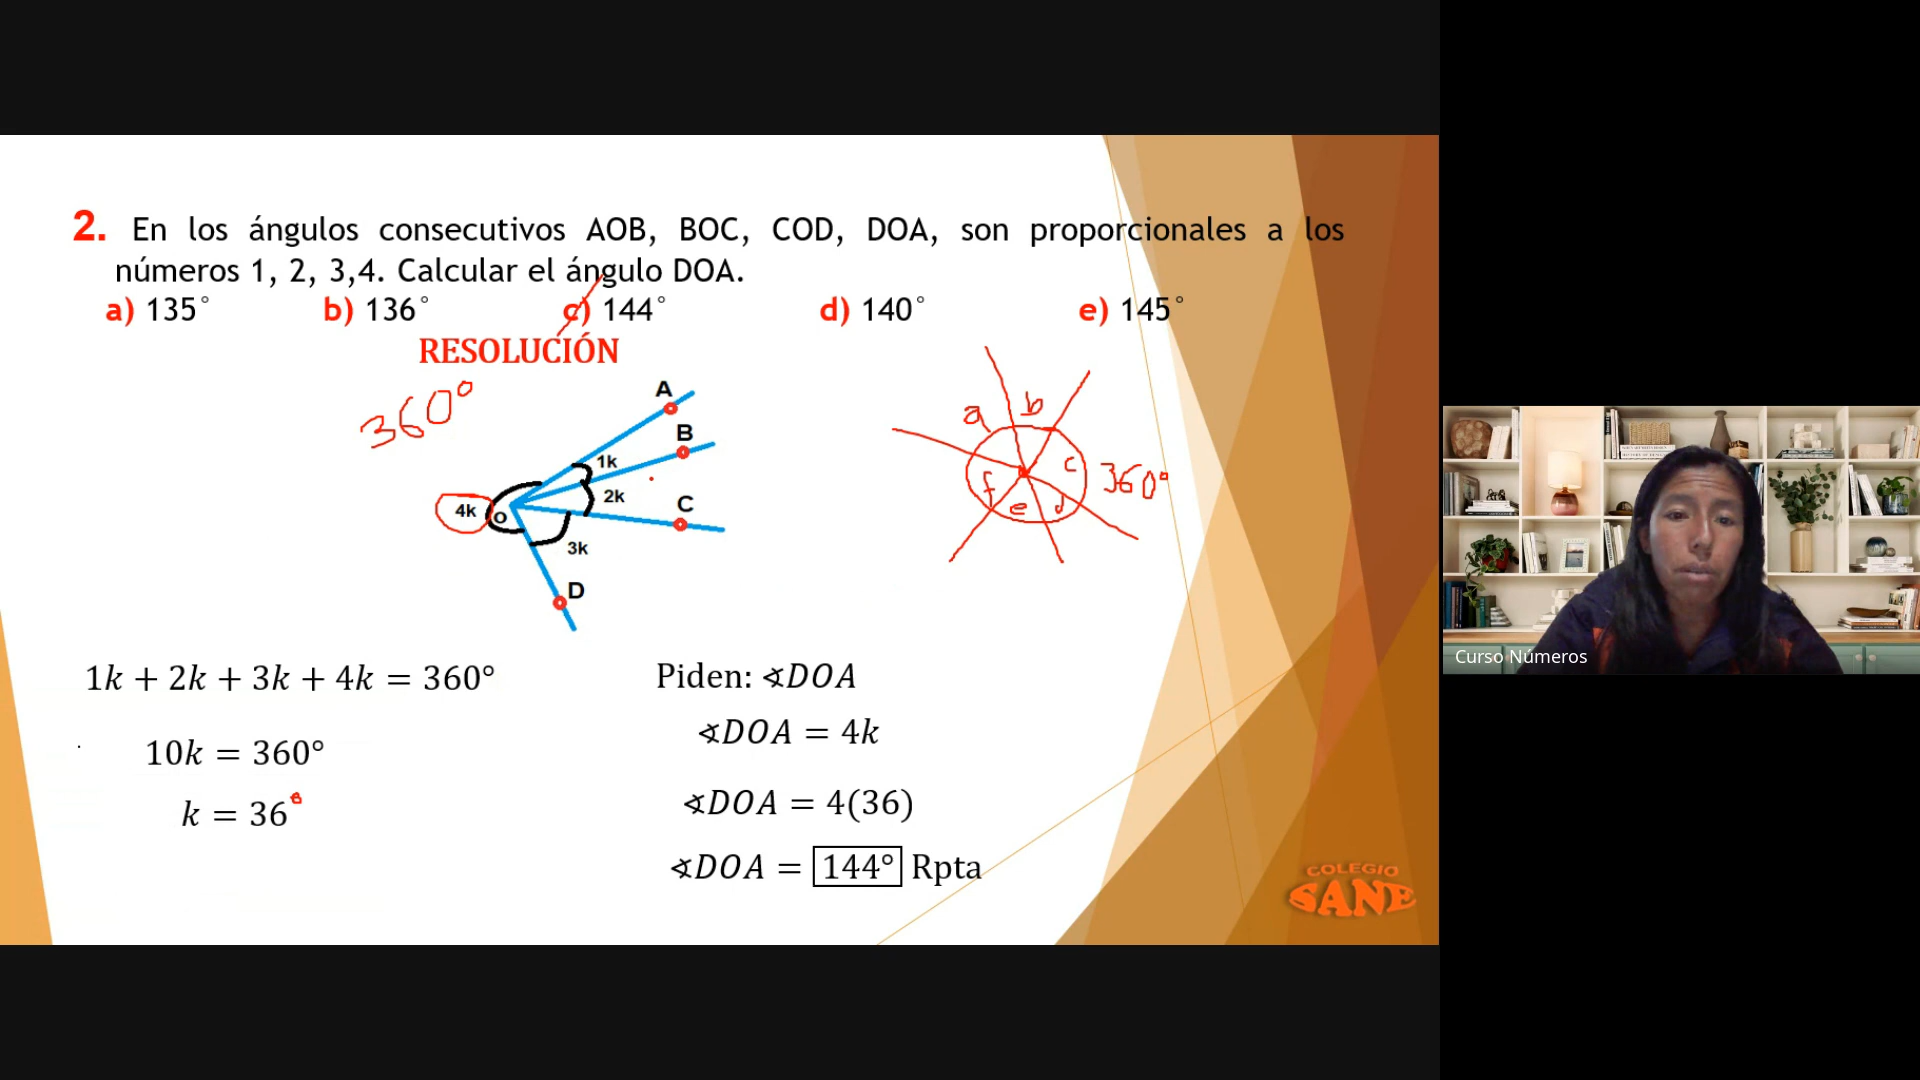 2. En los ángulos consecutivos AOB, BOC, COD, DOA, son proporcionales a los
números 1, 2, 3,4. Calcular el ángulo DOA.
a) 135° b) 136° c) 144° d) 140° e) 145°
RESOLUCIÓN
360°
A
B
1k
2k
C
4k
O
3k
D
a
b
c
360°
f
e
d
1k + 2k + 3k + 4k = 360°
10k = 360°
k = 36°
Piden: ∢DOA
∢DOA = 4k
∢DOA = 4(36)
∢DOA = 144° Rpta
COLEGIO
SANE
Curso Números